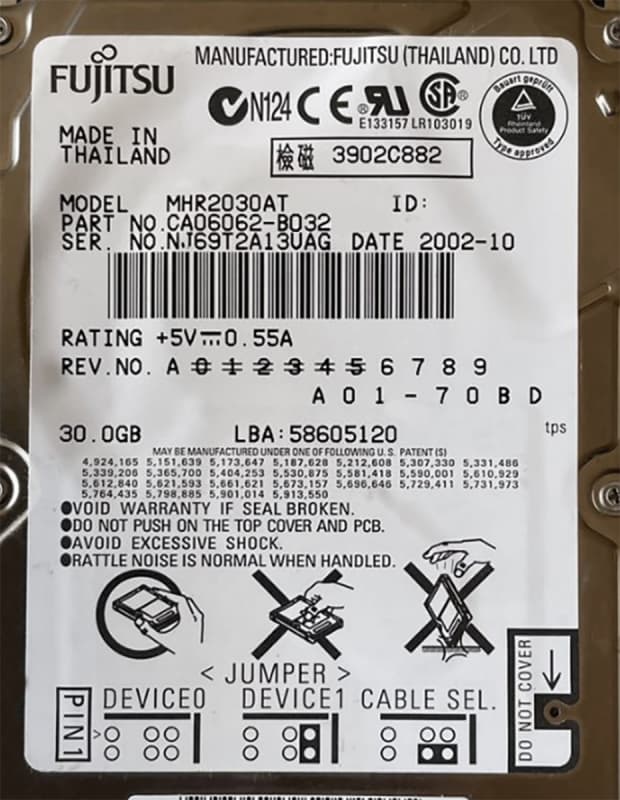 FUJITSU
MANUFACTURED:FUJITSU (THAILAND) CO. LTD
N124 CE ® RU SA ®
E133157 LR103019
Bauart geprüft
TÜV
Rheinland
Product Safety
Type approved
MADE IN
THAILAND
檢磁 3902C882
MODEL MHR2030AT ID:
PART NO.CA06062-B032
SER. NO.NJ69T2A13UAG DATE 2002-10
RATING +5V⎓0.55A
REV.NO. A 0 1 2 3 4 5 6 7 8 9
A 0 1 - 7 0 B D
30.0GB LBA:58605120 tps
MAY BE MANUFACTURED UNDER ONE OF FOLLOWING U.S. PATENT(S)
4,924,165 5,151,639 5,173,647 5,187,628 5,212,608 5,307,330 5,331,486
5,339,206 5,365,700 5,404,253 5,530,875 5,581,418 5,590,001 5,610,929
5,612,840 5,621,593 5,661,621 5,673,157 5,696,646 5,729,411 5,731,973
5,764,435 5,798,885 5,901,014 5,913,550
●VOID WARRANTY IF SEAL BROKEN.
●DO NOT PUSH ON THE TOP COVER AND PCB.
●AVOID EXCESSIVE SHOCK.
●RATTLE NOISE IS NORMAL WHEN HANDLED.
< JUMPER >
DEVICE0 DEVICE1 CABLE SEL.
PIN1
DO NOT COVER